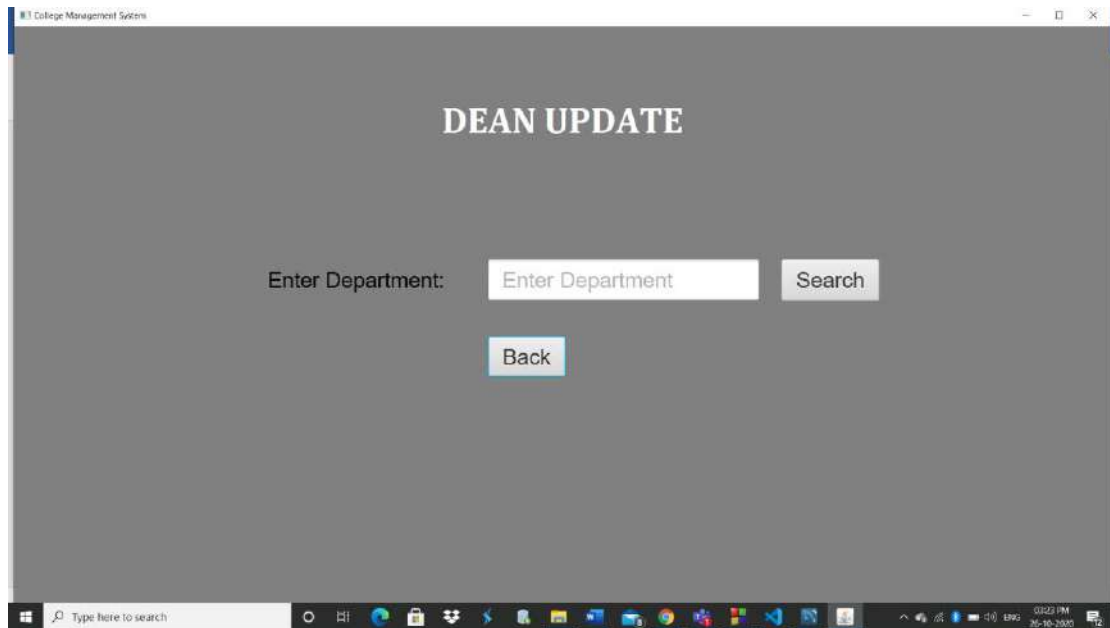 College Management System
DEAN UPDATE
Enter Department:
Enter Department
Search
Back
Type here to search
ENG
03:23 PM
26-10-2020